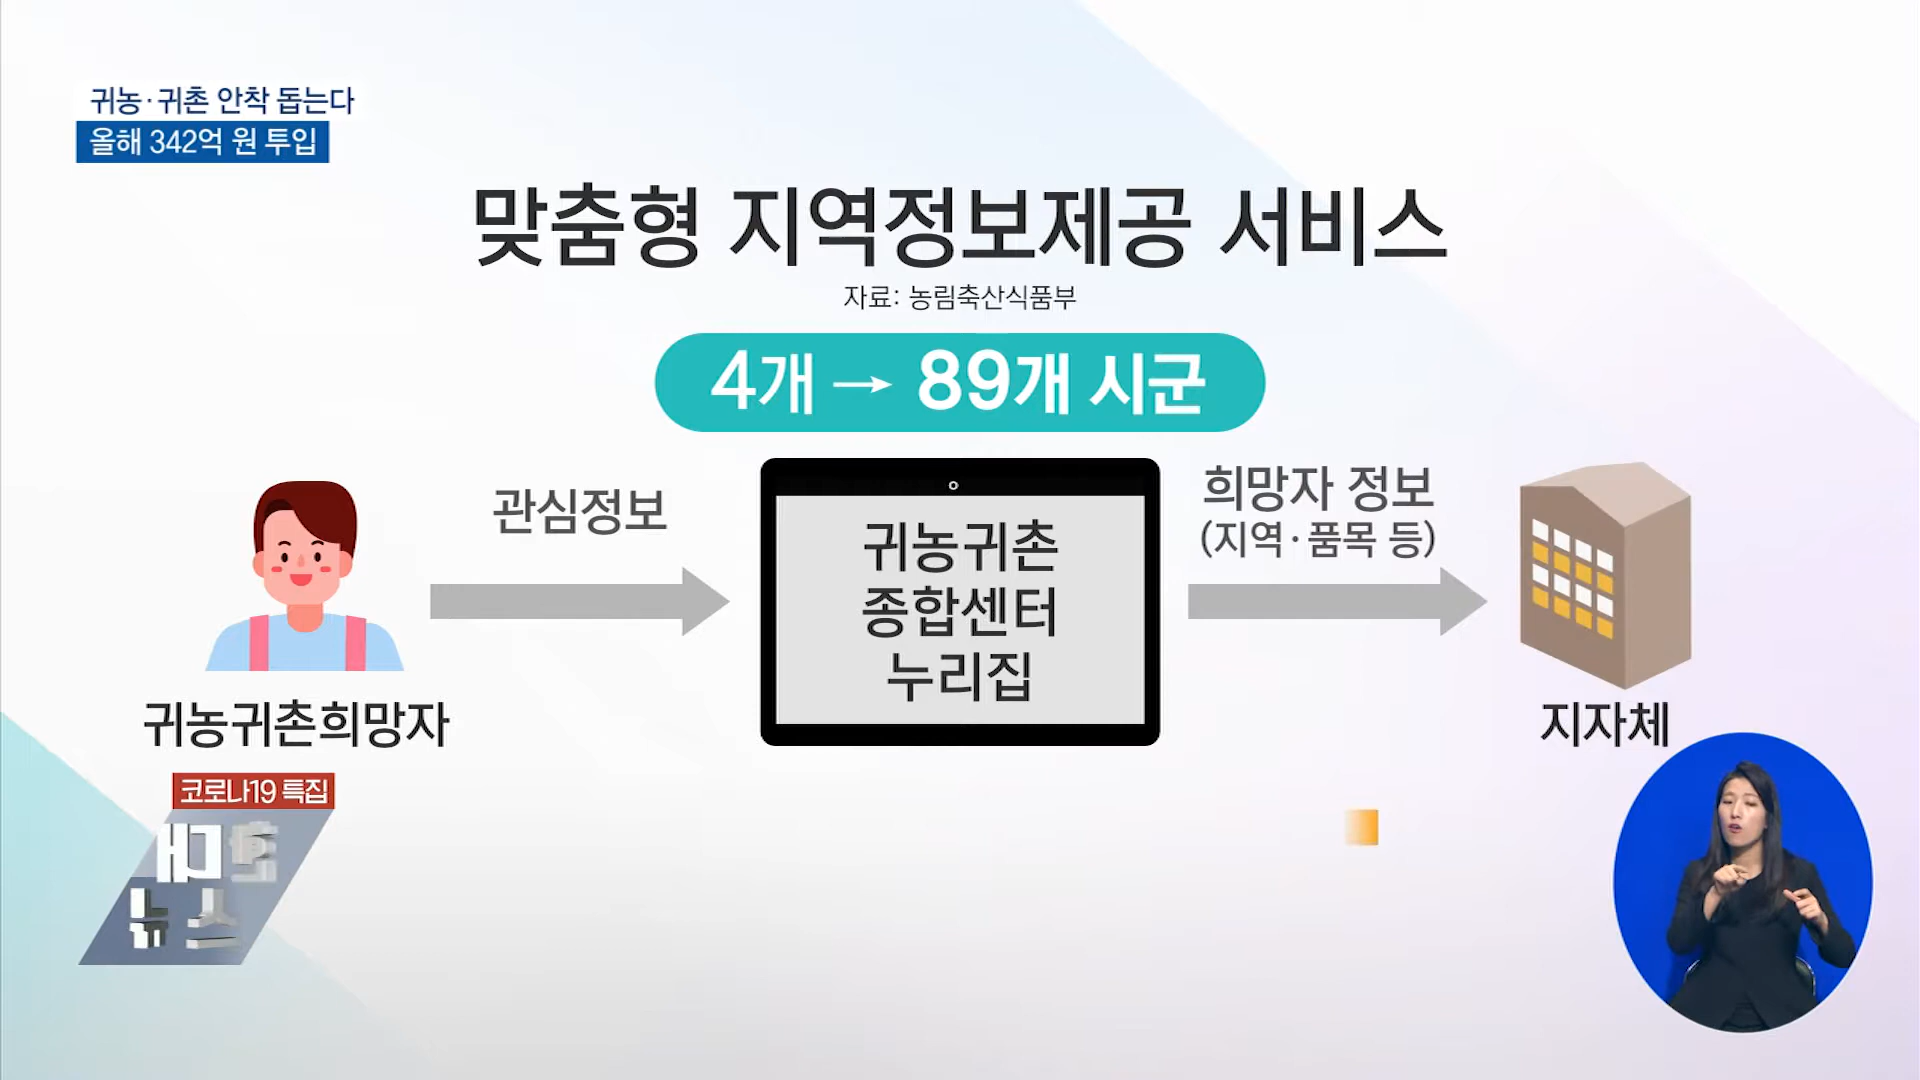 귀농·귀촌 안착 돕는다
올해 342억 원 투입
맞춤형 지역정보제공 서비스
자료: 농림축산식품부
4개 → 89개 시군
관심정보
희망자 정보
(지역·품목 등)
귀농귀촌
종합센터
누리집
귀농귀촌희망자
지자체
코로나19 특집
뉴스